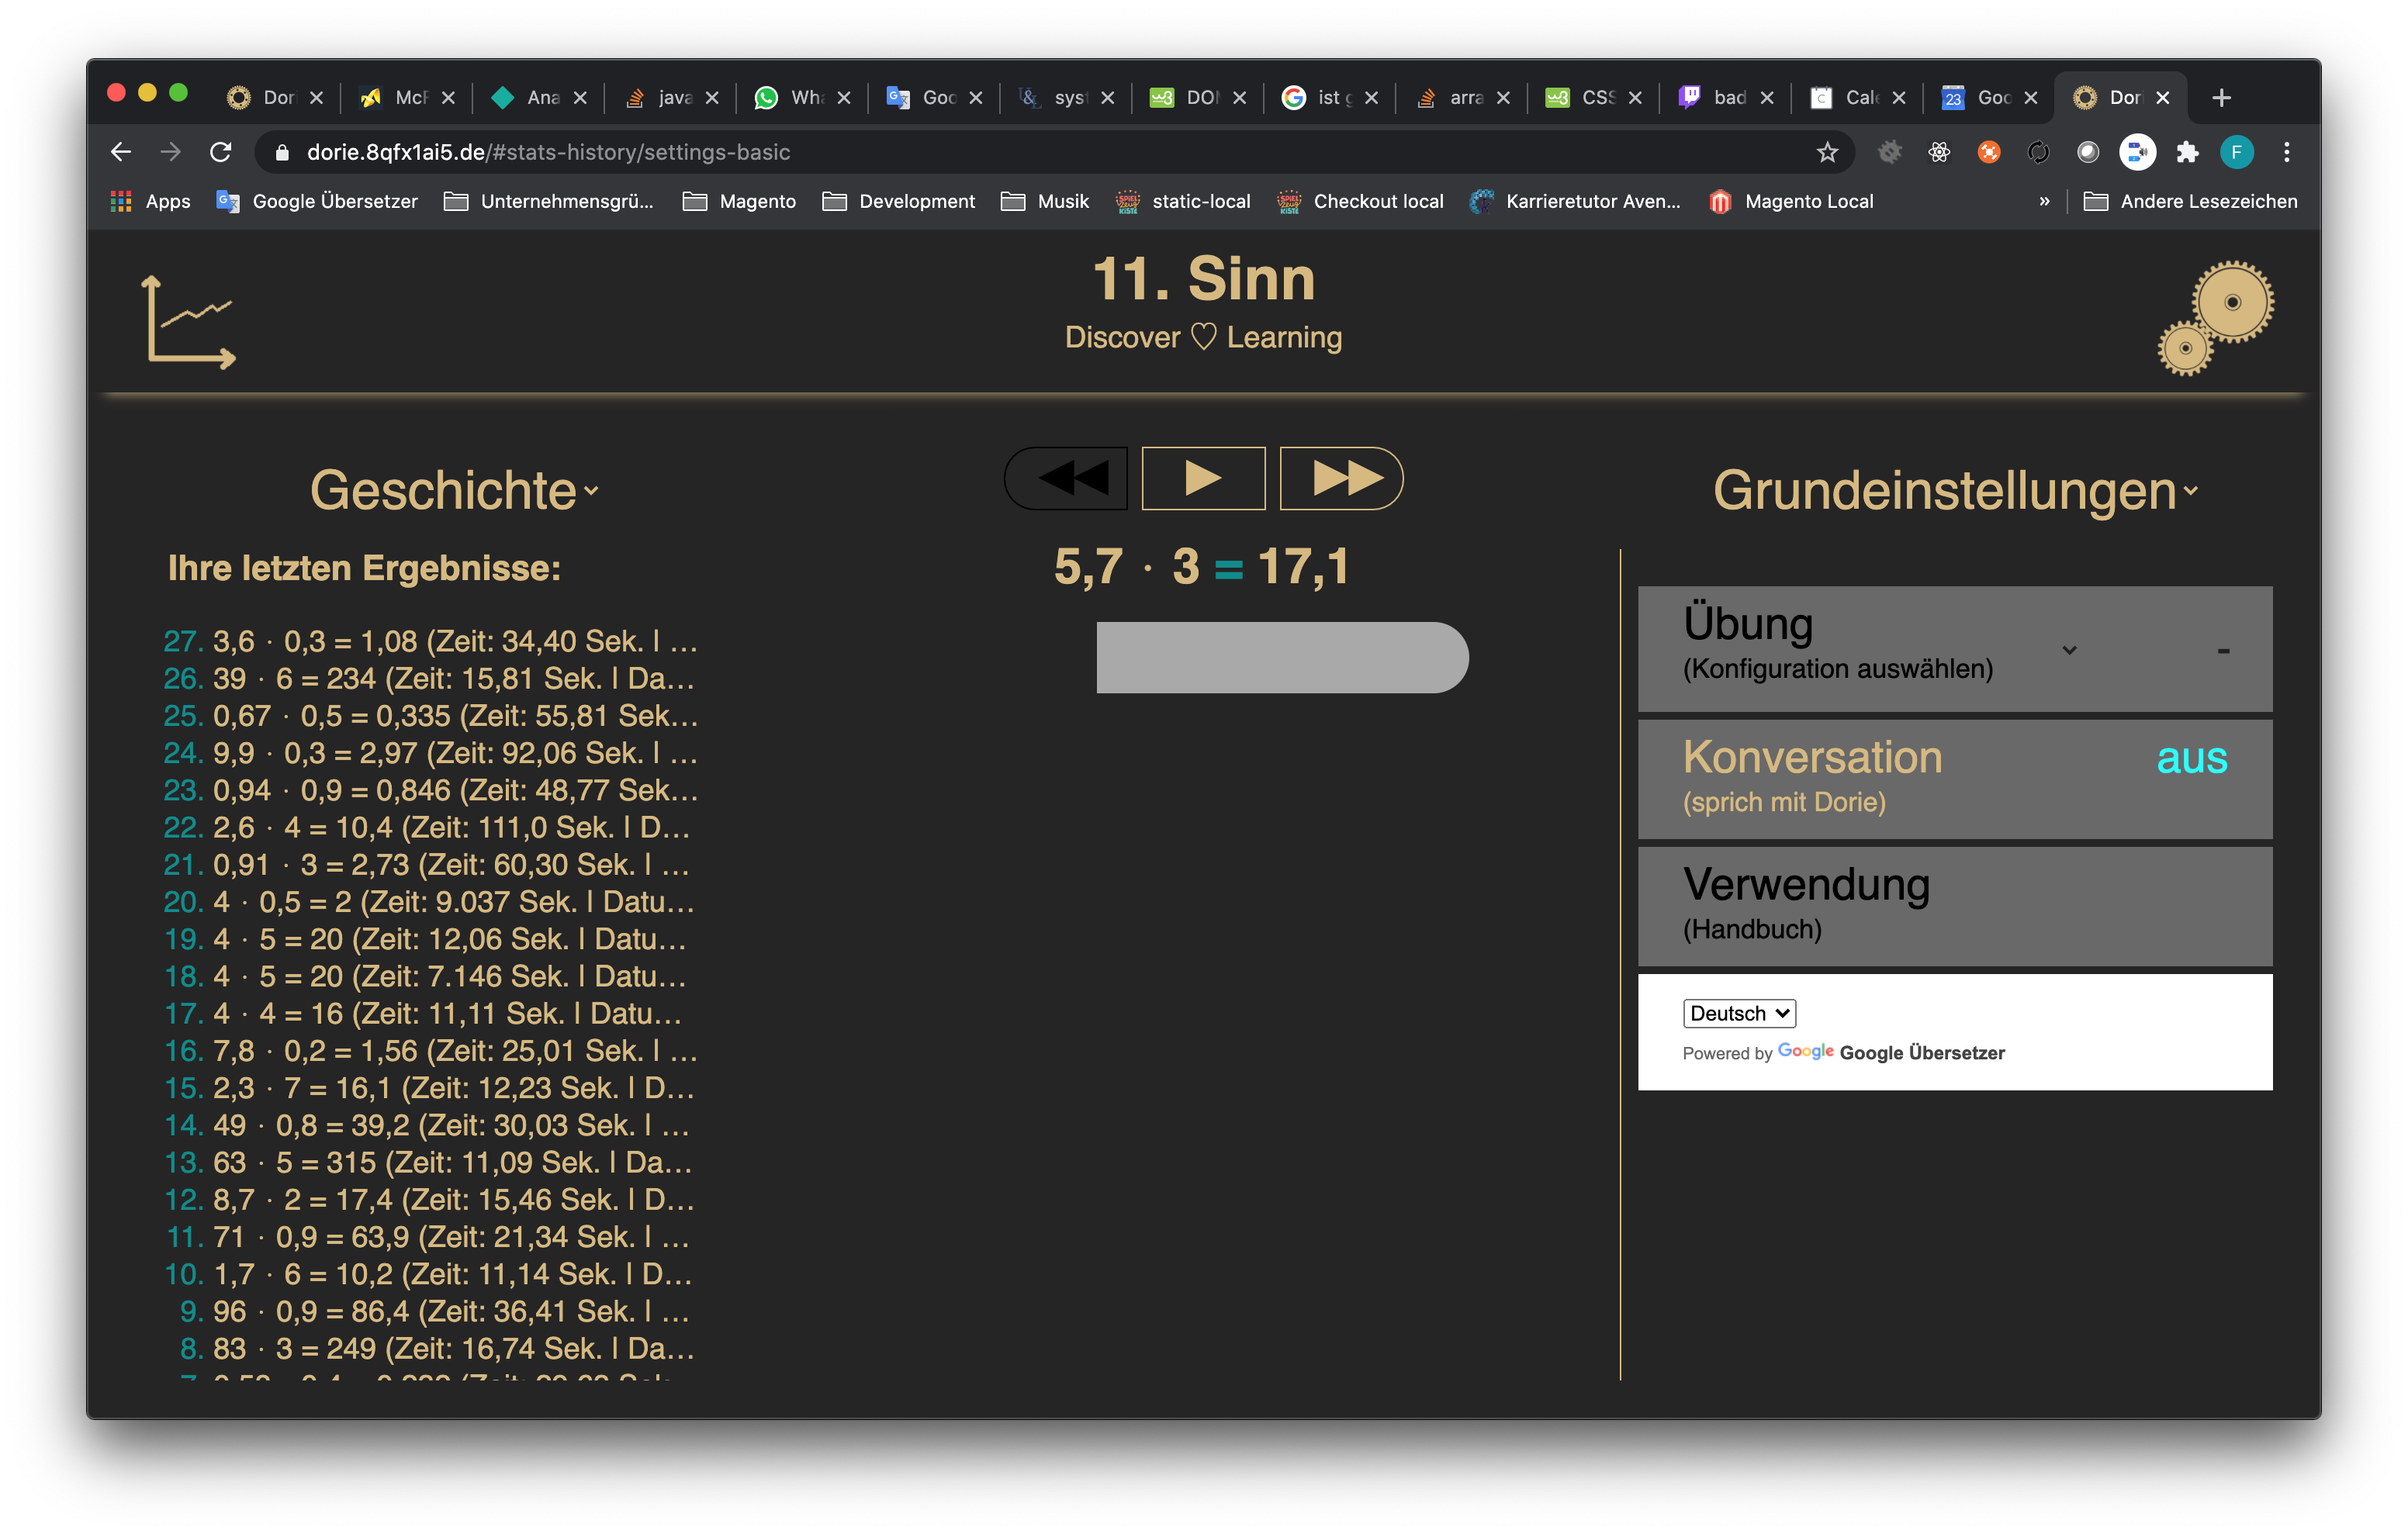 Dor
McF
Ana
java
Wha
Goo
sys
DOM
ist g
arra
CSS
bad
Cale
23
Goo
Dori
dorie.8qfx1ai5.de/#stats-history/settings-basic
F
Apps
Google Übersetzer
Unternehmensgrü...
Magento
Development
Musik
static-local
Checkout local
Karrieretutor Aven...
Magento Local
»
Andere Lesezeichen
11. Sinn
Discover ♡ Learning
Geschichte
Ihre letzten Ergebnisse:
27. 3,6 · 0,3 = 1,08 (Zeit: 34,40 Sek. | ...
26. 39 · 6 = 234 (Zeit: 15,81 Sek. | Da...
25. 0,67 · 0,5 = 0,335 (Zeit: 55,81 Sek...
24. 9,9 · 0,3 = 2,97 (Zeit: 92,06 Sek. | ...
23. 0,94 · 0,9 = 0,846 (Zeit: 48,77 Sek...
22. 2,6 · 4 = 10,4 (Zeit: 111,0 Sek. | D...
21. 0,91 · 3 = 2,73 (Zeit: 60,30 Sek. | ...
20. 4 · 0,5 = 2 (Zeit: 9.037 Sek. | Datu...
19. 4 · 5 = 20 (Zeit: 12,06 Sek. | Datu...
18. 4 · 5 = 20 (Zeit: 7.146 Sek. | Datu...
17. 4 · 4 = 16 (Zeit: 11,11 Sek. | Datu...
16. 7,8 · 0,2 = 1,56 (Zeit: 25,01 Sek. | ...
15. 2,3 · 7 = 16,1 (Zeit: 12,23 Sek. | D...
14. 49 · 0,8 = 39,2 (Zeit: 30,03 Sek. | ...
13. 63 · 5 = 315 (Zeit: 11,09 Sek. | Da...
12. 8,7 · 2 = 17,4 (Zeit: 15,46 Sek. | D...
11. 71 · 0,9 = 63,9 (Zeit: 21,34 Sek. | ...
10. 1,7 · 6 = 10,2 (Zeit: 11,14 Sek. | D...
9. 96 · 0,9 = 86,4 (Zeit: 36,41 Sek. | ...
8. 83 · 3 = 249 (Zeit: 16,74 Sek. | Da...
5,7 · 3 = 17,1
Grundeinstellungen
Übung
(Konfiguration auswählen)
-
Konversation
aus
(sprich mit Dorie)
Verwendung
(Handbuch)
Deutsch
Powered by Google Google Übersetzer